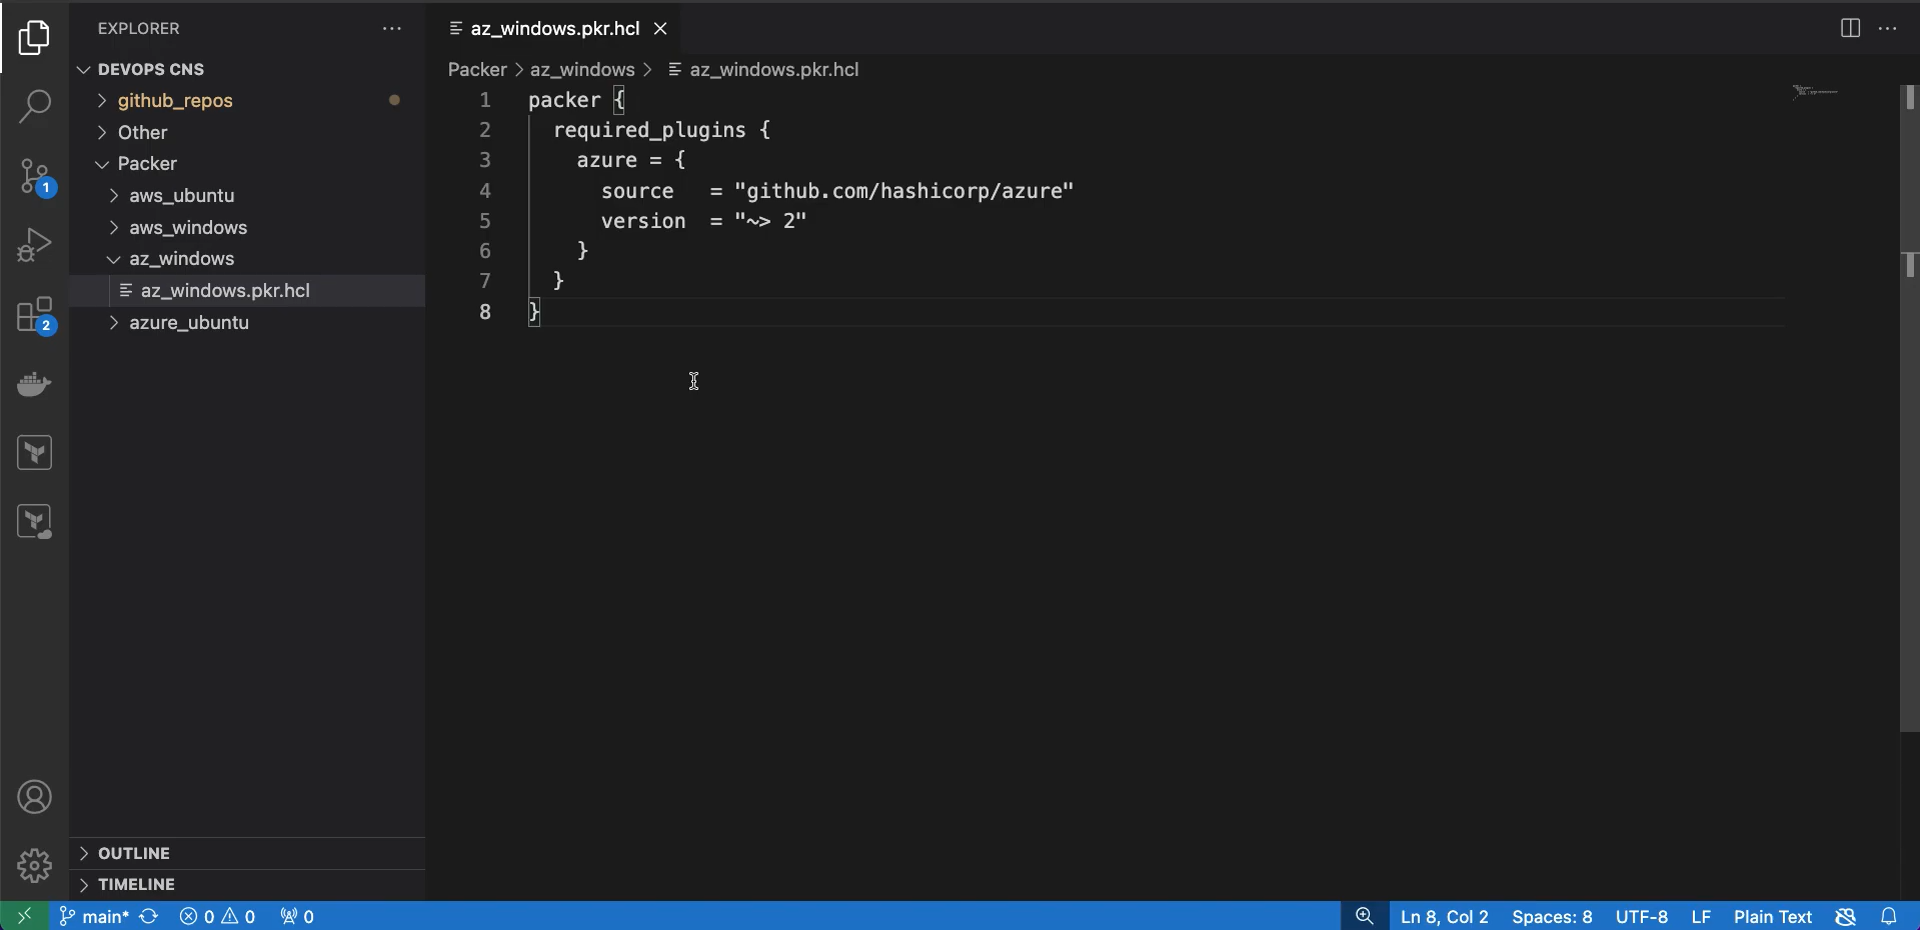 EXPLORER
DEVOPS CNS
github_repos
Other
Packer
aws_ubuntu
aws_windows
az_windows
az_windows.pkr.hcl
azure_ubuntu
OUTLINE
TIMELINE
1
2
az_windows.pkr.hcl
Packer > az_windows > az_windows.pkr.hcl
1 packer {
2 required_plugins {
3 azure = {
4 source = "github.com/hashicorp/azure"
5 version = "~> 2"
6 }
7 }
8 }
main* 0 0 0 Ln 8, Col 2 Spaces: 8 UTF-8 LF Plain Text